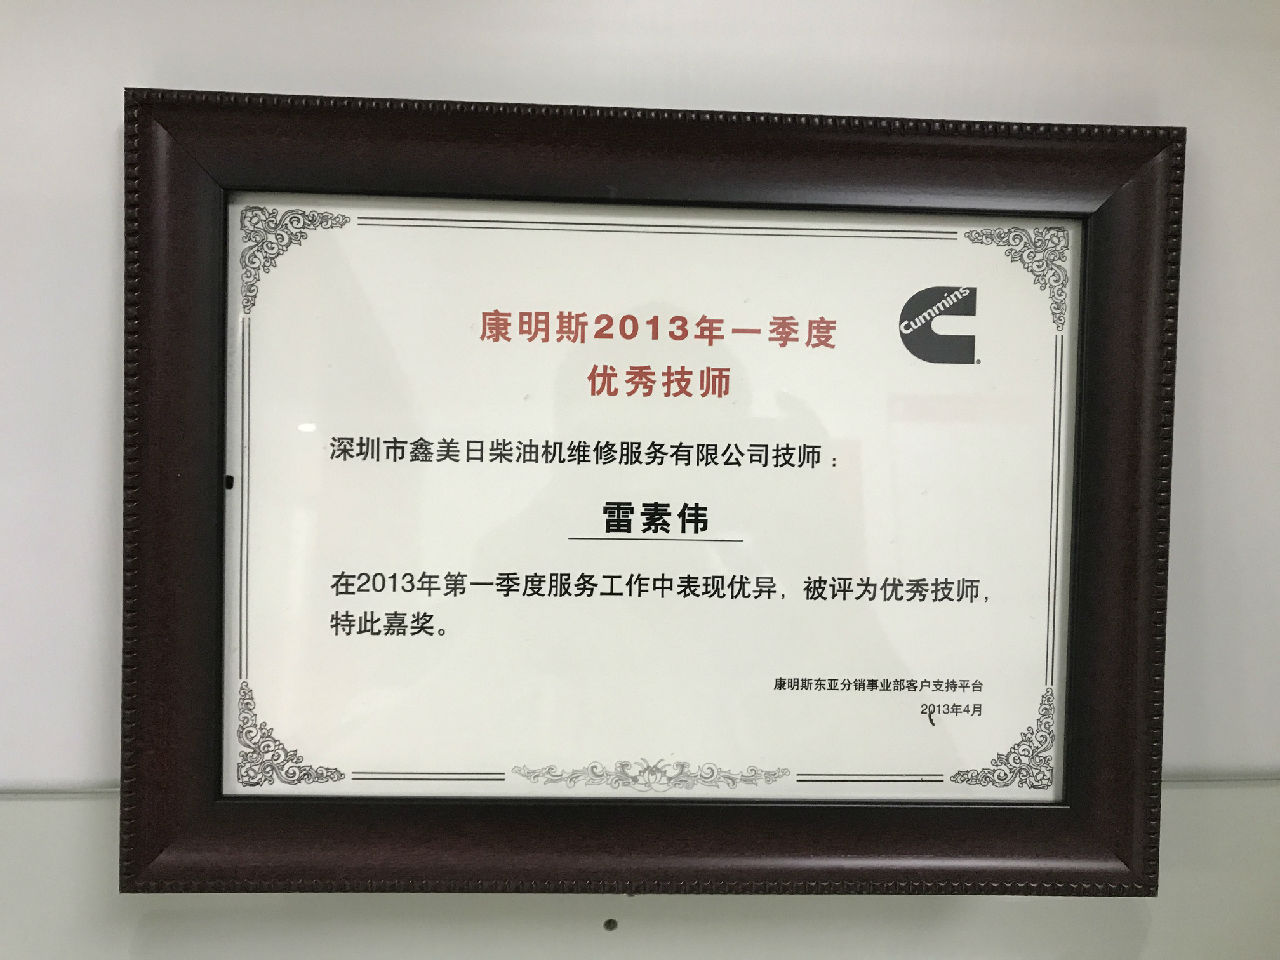 康明斯2013年一季度
Cummins
优秀技师
深圳市鑫美日柴油机维修服务有限公司技师：
雷素伟
在2013年第一季度服务工作中表现优异，被评为优秀技师，
特此嘉奖。
康明斯东亚分销事业部客户支持平台
2013年4月